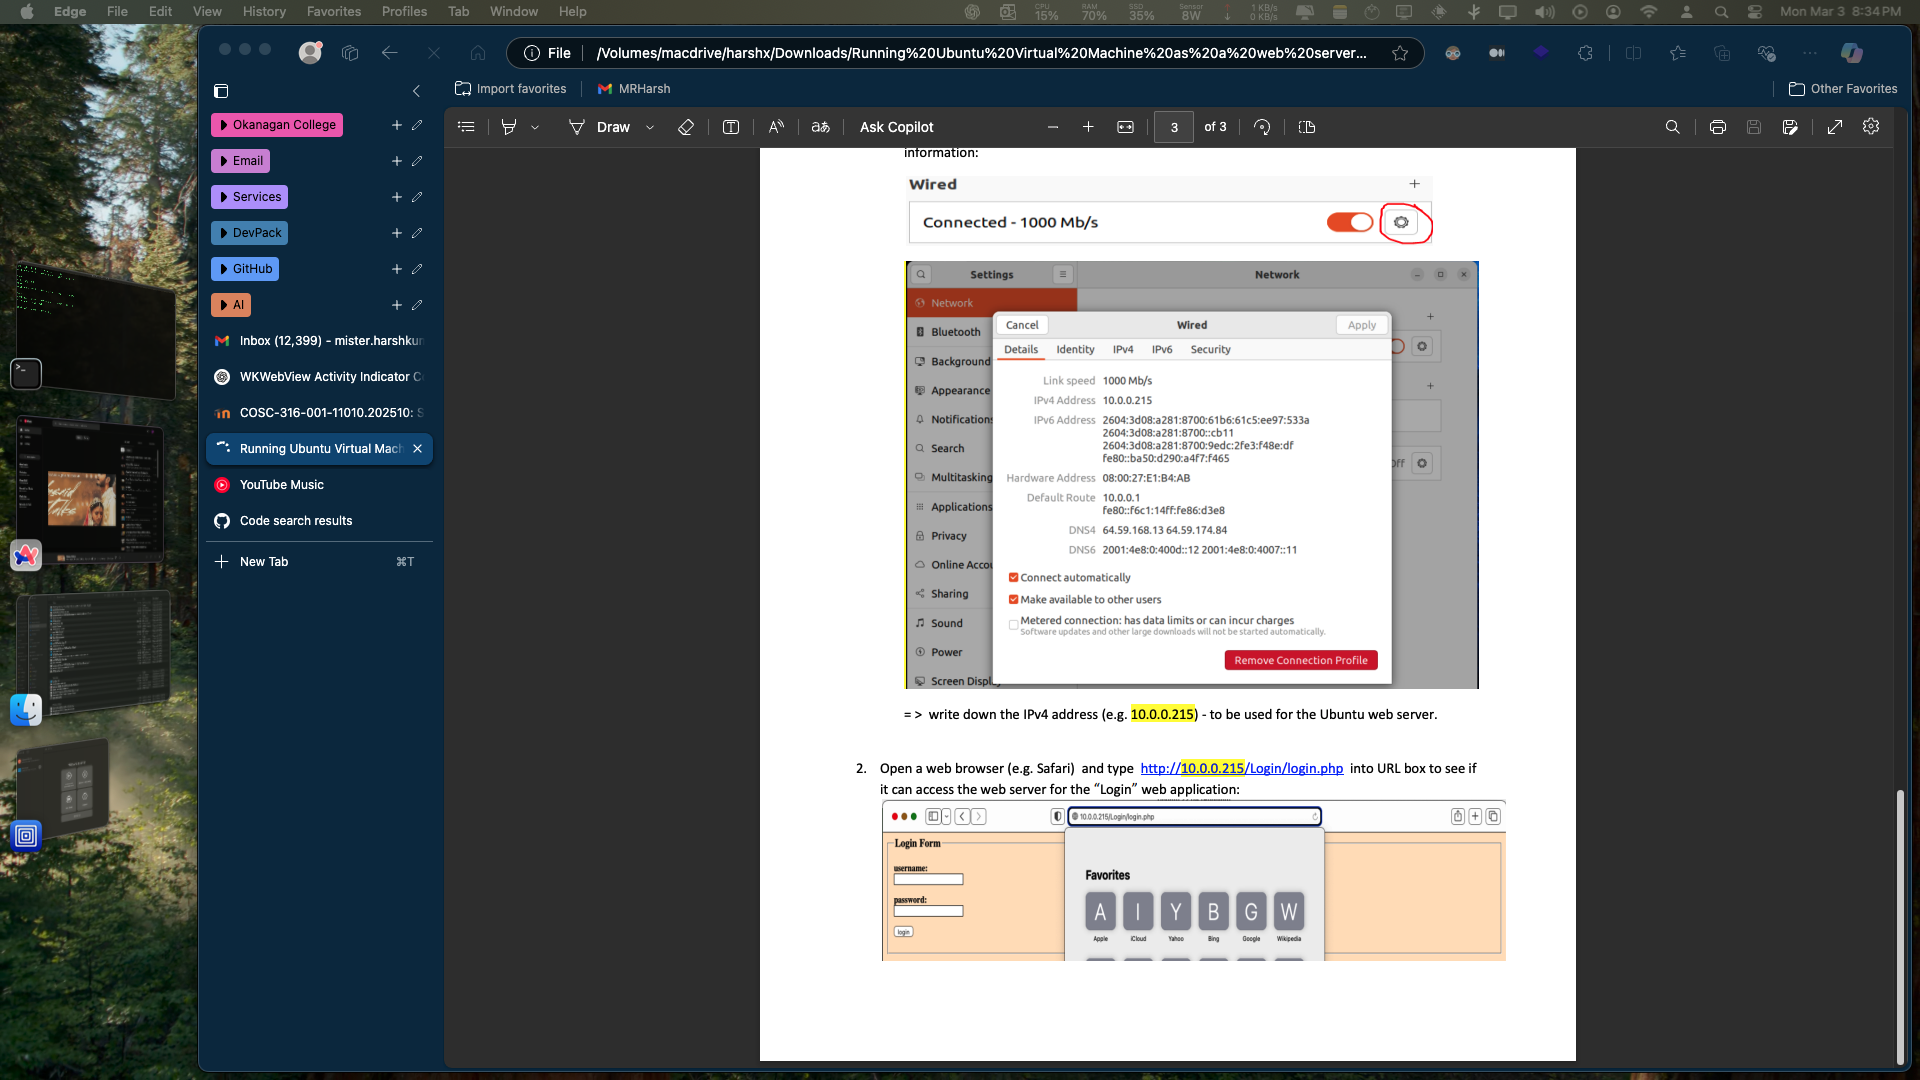 Edge File Edit View History Favorites Profiles Tab Window Help
CPU 15% RAM 70% SSD 35% Sensor 8W 1 KB/s 0 KB/s Mon Mar 3 8:34 PM
File /Volumes/macdrive/harshx/Downloads/Running%20Ubuntu%20Virtual%20Machine%20as%20a%20web%20server...
Import favorites MRHarsh Other Favorites
Draw aあ Ask Copilot 3 of 3
Okanagan College
Email
Services
DevPack
GitHub
AI
Inbox (12,399) - mister.harshkun
WKWebView Activity Indicator C
COSC-316-001-11010.202510: S
Running Ubuntu Virtual Mach
YouTube Music
Code search results
New Tab ⌘T
information:
Wired
Connected - 1000 Mb/s
Settings Network
Network
Bluetooth
Background
Appearance
Notifications
Search
Multitasking
Applications
Privacy
Online Accou
Sharing
Sound
Power
Screen Displ
Off
Cancel Wired Apply
Details Identity IPv4 IPv6 Security
Link speed 1000 Mb/s
IPv4 Address 10.0.0.215
IPv6 Address 2604:3d08:a281:8700:61b6:61c5:ee97:533a
2604:3d08:a281:8700::cb11
2604:3d08:a281:8700:9edc:2fe3:f48e:df
fe80::ba50:d290:a4f7:f465
Hardware Address 08:00:27:E1:B4:AB
Default Route 10.0.0.1
fe80::f6c1:14ff:fe86:d3e8
DNS4 64.59.168.13 64.59.174.84
DNS6 2001:4e8:0:400d::12 2001:4e8:0:4007::11
Connect automatically
Make available to other users
Metered connection: has data limits or can incur charges
Software updates and other large downloads will not be started automatically.
Remove Connection Profile
=> write down the IPv4 address (e.g. 10.0.0.215) - to be used for the Ubuntu web server.
2. Open a web browser (e.g. Safari) and type http://10.0.0.215/Login/login.php into URL box to see if
it can access the web server for the “Login” web application:
10.0.0.215/Login/login.php
Login Form
username:
password:
login
Favorites
A I Y B G W
Apple iCloud Yahoo Bing Google Wikipedia